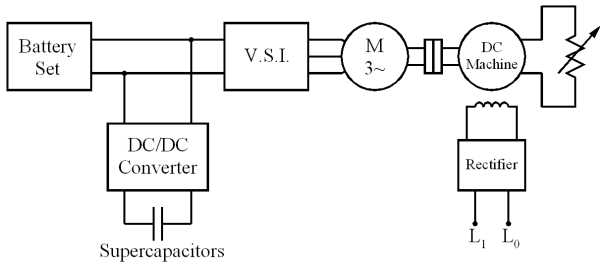 Battery
Set
V.S.I.
M
3~
DC
Machine
DC/DC
Converter
Rectifier
Supercapacitors
L₁ L₀